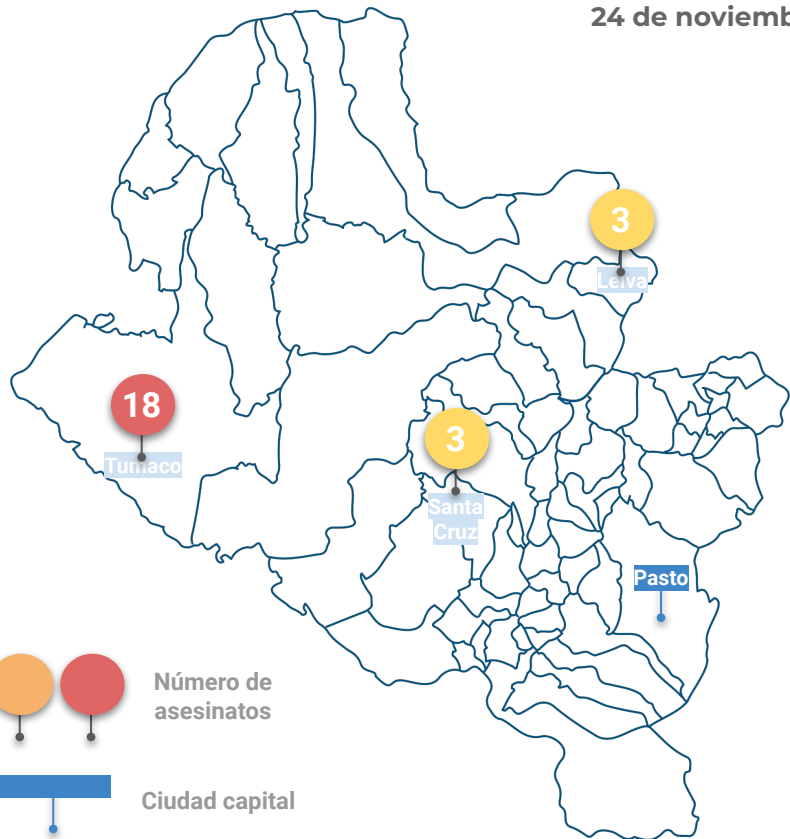 24 de noviemb
3
Leiva
18
Tumaco
3
Santa
Cruz
Pasto
Número de
asesinatos
Ciudad capital